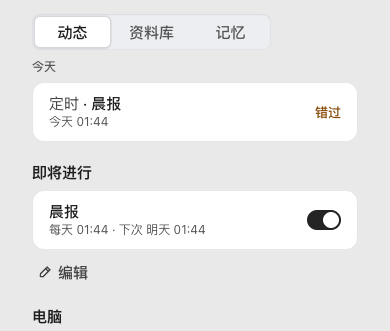 动态 资料库 记忆
今天
定时 · 晨报
今天 01:44
错过
即将进行
晨报
每天 01:44 · 下次 明天 01:44
编辑
电脑